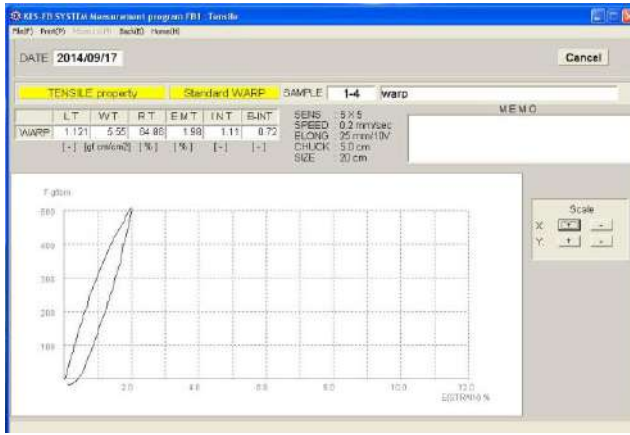 KES-FB SYSTEM Measurement program FB1 : Tensile
File(F) Print(P) Back(B) Home(H)
DATE 2014/09/17 Cancel
TENSILE property Standard WARP SAMPLE 1-4 warp
LT WT RT EMT INT B-INT
WARP 1.121 5.55 64.86 1.98 1.11 0.72
[-] [gf cm/cm2] [%] [%] [-] [-]
SENS : 5 X 5
SPEED : 0.2 mm/sec
ELONG : 25 mm/10V
CHUCK : 5.0 cm
SIZE : 20 cm
MEMO
F gf/cm
500
400
300
200
100
2.0 4.0 6.0 8.0 10.0 12.0
E(STRAIN) %
Scale
X: + -
Y: + -